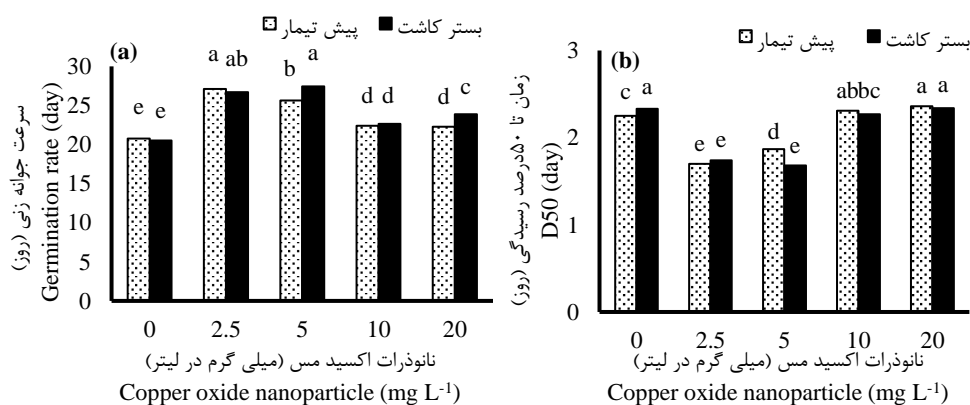 پیش تیمار بستر کاشت
(a)
a ab b a
e e d d d c
30
25
20
15
10
5
0
سرعت جوانه زنی (روز)
Germination rate (day)
0 2.5 5 10 20
نانوذرات اکسید مس (میلی گرم در لیتر)
Copper oxide nanoparticle (mg L⁻¹)
پیش تیمار بستر کاشت
(b)
c a e e d e abbc a a
3
2
1
0
زمان تا ۵۰درصد رسیدگی (روز)
D50 (day)
0 2.5 5 10 20
نانوذرات اکسید مس (میلی گرم در لیتر)
Copper oxide nanoparticle (mg L⁻¹)